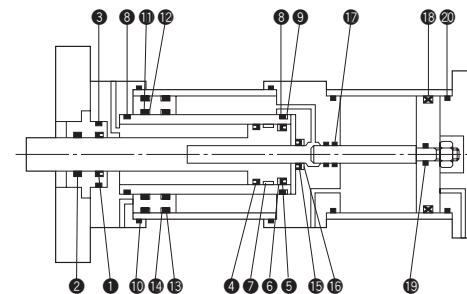 ③ ⑧ ⑪ ⑫ ⑧ ⑨ ⑰ ⑱ ⑳
② ① ⑩ ⑭ ⑬ ④ ⑦ ⑥ ⑤ ⑮ ⑯ ⑲